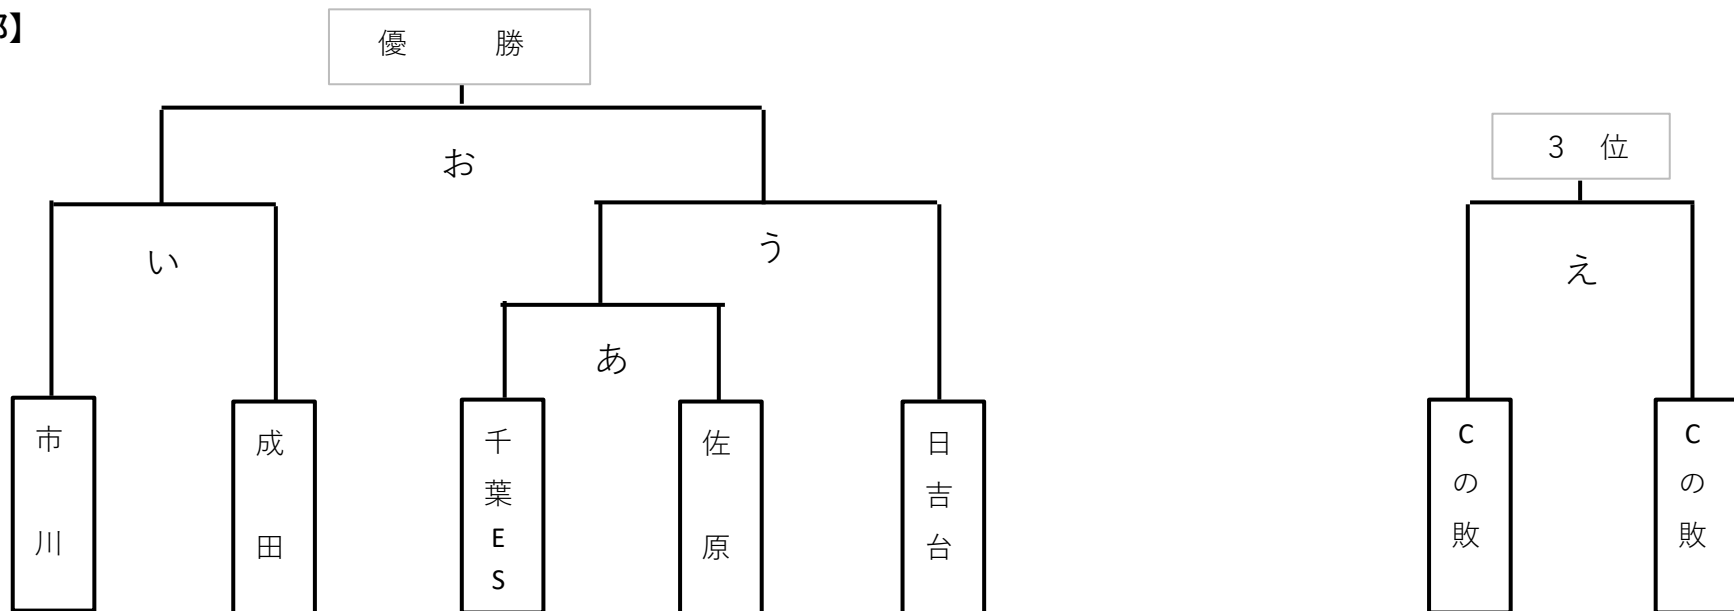 】
優 勝
お
3 位
い
う
え
あ
市川
成田
千葉ES
佐原
日吉台
Cの敗
Cの敗